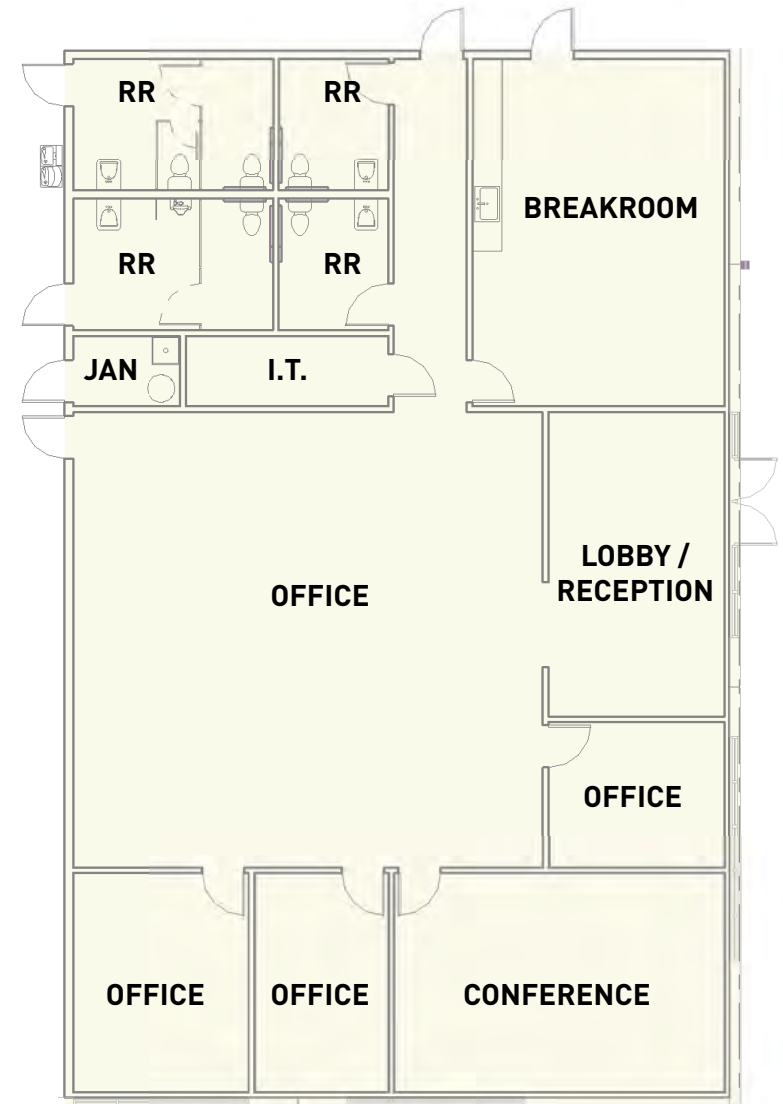 RR
RR
BREAKROOM
RR
RR
JAN
I.T.
LOBBY /
RECEPTION
OFFICE
OFFICE
OFFICE
OFFICE
CONFERENCE